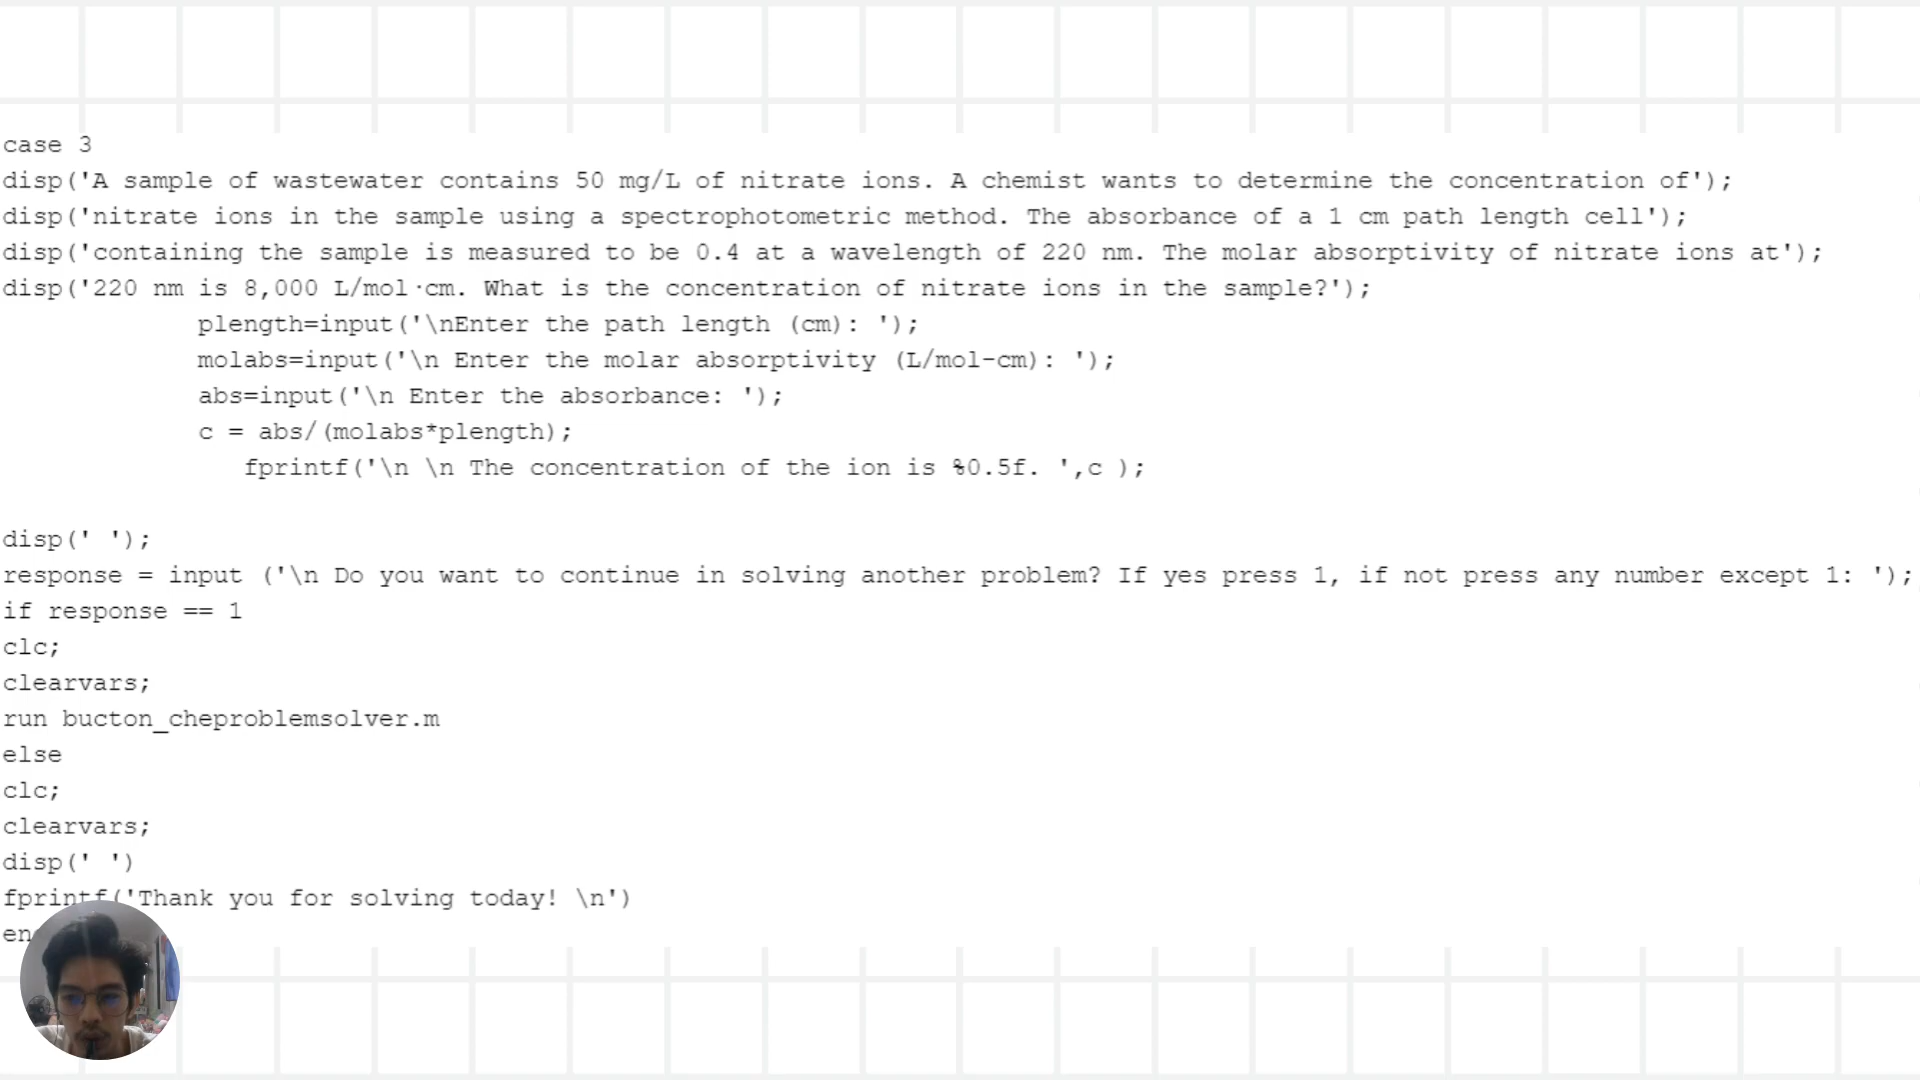 case 3
disp('A sample of wastewater contains 50 mg/L of nitrate ions. A chemist wants to determine the concentration of');
disp('nitrate ions in the sample using a spectrophotometric method. The absorbance of a 1 cm path length cell');
disp('containing the sample is measured to be 0.4 at a wavelength of 220 nm. The molar absorptivity of nitrate ions at');
disp('220 nm is 8,000 L/mol·cm. What is the concentration of nitrate ions in the sample?');
plength=input('\nEnter the path length (cm): ');
molabs=input('\n Enter the molar absorptivity (L/mol-cm): ');
abs=input('\n Enter the absorbance: ');
c = abs/(molabs*plength);
fprintf('\n \n The concentration of the ion is %0.5f. ',c );
disp(' ');
response = input ('\n Do you want to continue in solving another problem? If yes press 1, if not press any number except 1: ');
if response == 1
clc;
clearvars;
run bucton_cheproblemsolver.m
else
clc;
clearvars;
disp(' ')
fprintf('Thank you for solving today! \n')